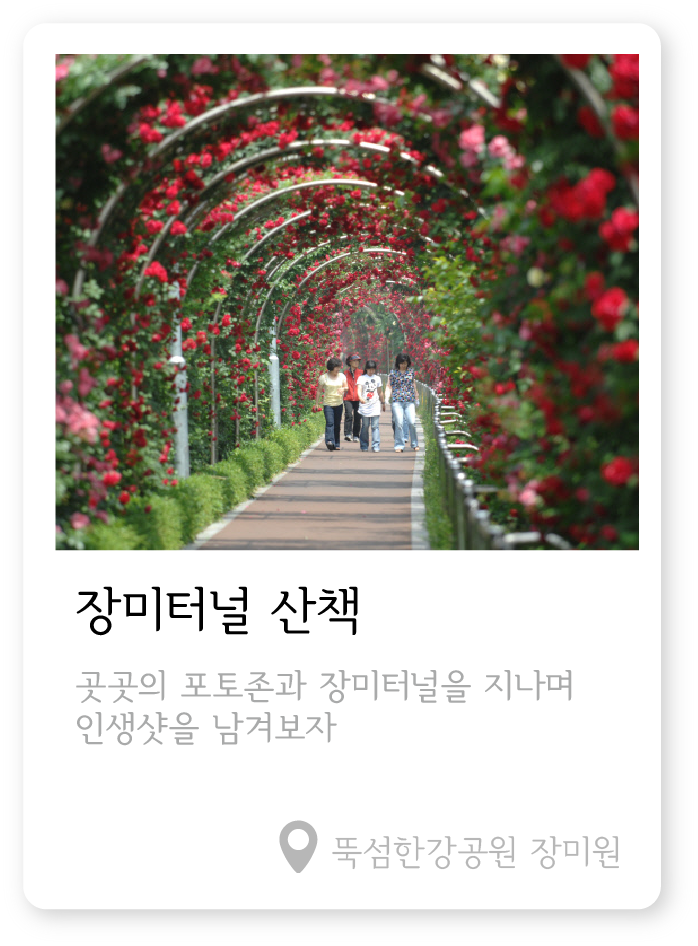 장미터널 산책
곳곳의 포토존과 장미터널을 지나며
인생샷을 남겨보자
뚝섬한강공원 장미원